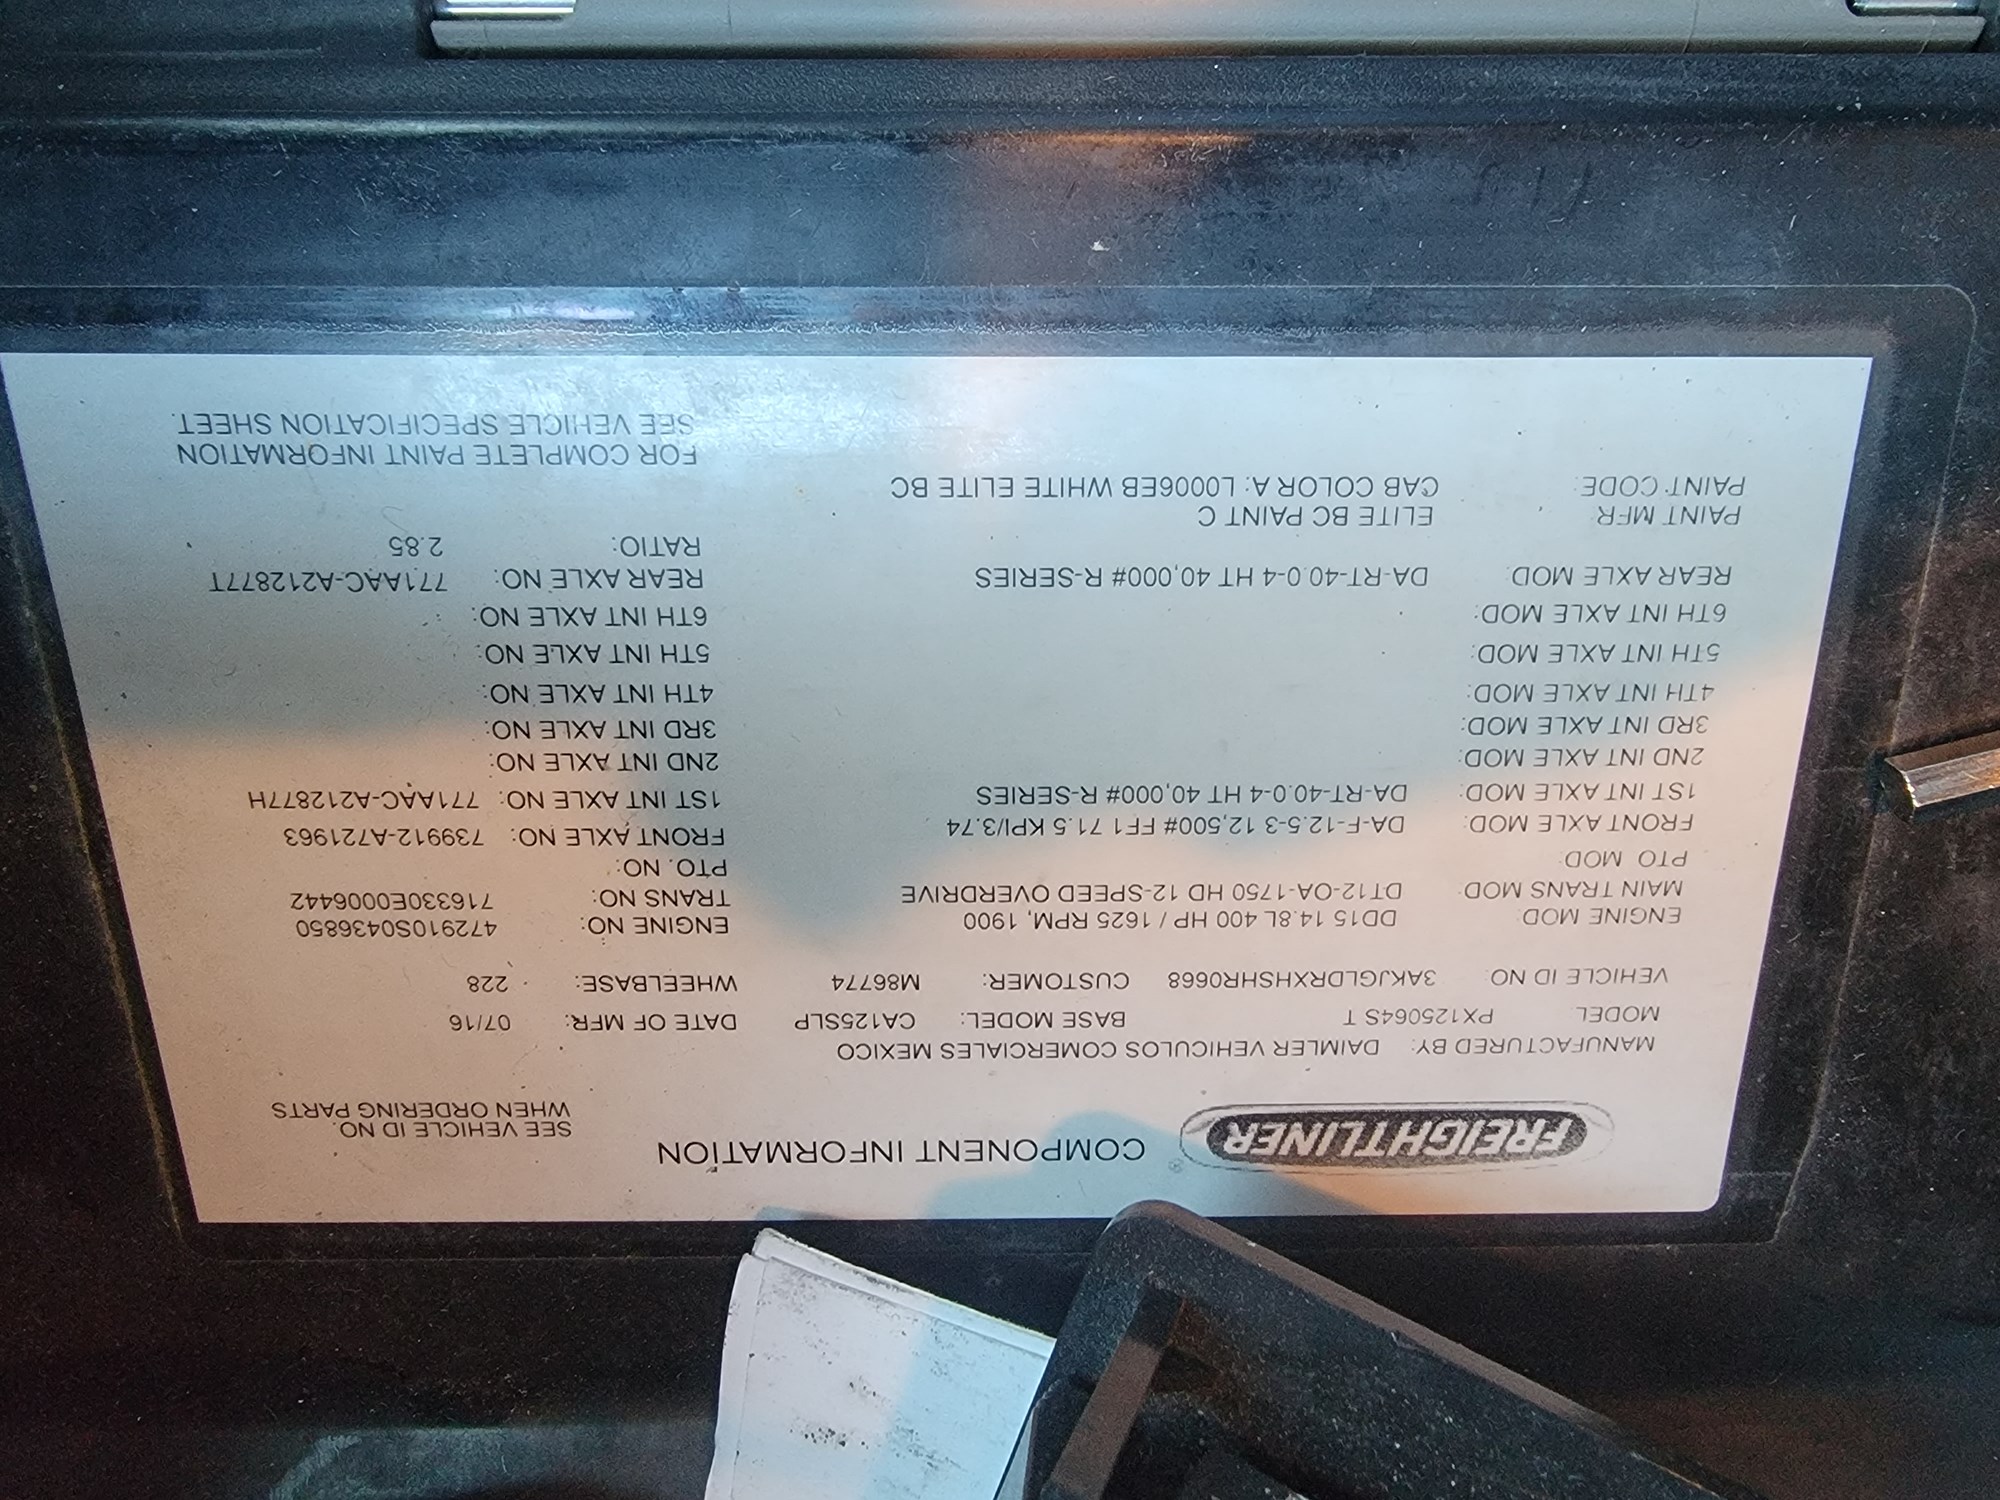 FREIGHTLINER ® COMPONENT INFORMATION
SEE VEHICLE ID NO.
WHEN ORDERING PARTS
MANUFACTURED BY: DAIMLER VEHICULOS COMERCIALES MEXICO
MODEL PX125064S T BASE MODEL: CA125SLP DATE OF MFR: 07/16
VEHICLE ID NO: 3AKJGLDRXHSHR0668 CUSTOMER: M86774 WHEELBASE: 228
ENGINE MOD: DD15 14.8L 400 HP / 1625 RPM, 1900 ENGINE NO: 472910S0436850
MAIN TRANS MOD: DT12-OA-1750 HD 12-SPEED OVERDRIVE TRANS NO: 716330E0006442
PTO MOD: PTO. NO:
FRONT AXLE MOD: DA-F-12.5-3 12,500# FF1 71.5 KPI/3.74 FRONT AXLE NO: 739912-A721963
1ST INT AXLE MOD: DA-RT-40.0-4 HT 40,000# R-SERIES 1ST INT AXLE NO: 771AAC-A212877H
2ND INT AXLE MOD: 2ND INT AXLE NO:
3RD INT AXLE MOD: 3RD INT AXLE NO:
4TH INT AXLE MOD: 4TH INT AXLE NO:
5TH INT AXLE MOD: 5TH INT AXLE NO:
6TH INT AXLE MOD: 6TH INT AXLE NO:
REAR AXLE MOD: DA-RT-40.0-4 HT 40,000# R-SERIES REAR AXLE NO: 771AAC-A212877T
RATIO: 2.85
PAINT MFR: ELITE BC PAINT C
PAINT CODE: CAB COLOR A: L0006EB WHITE ELITE BC
FOR COMPLETE PAINT INFORMATION
SEE VEHICLE SPECIFICATION SHEET.